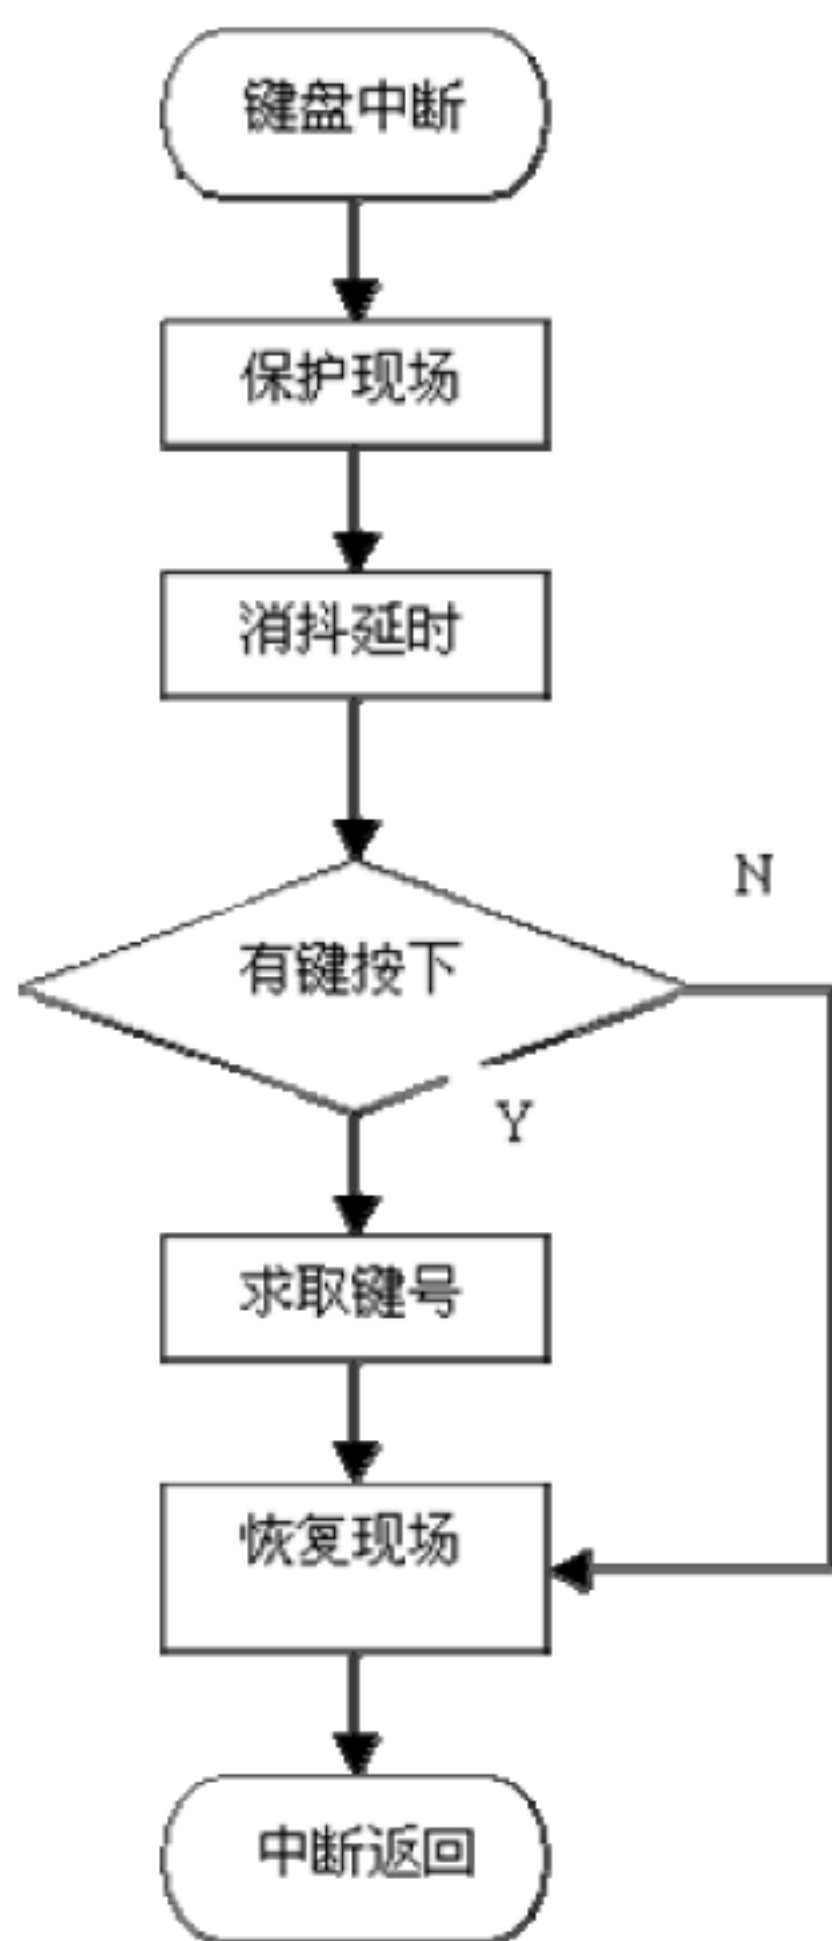 键盘中断
保护现场
消抖延时
N
有键按下
Y
求取键号
恢复现场
中断返回